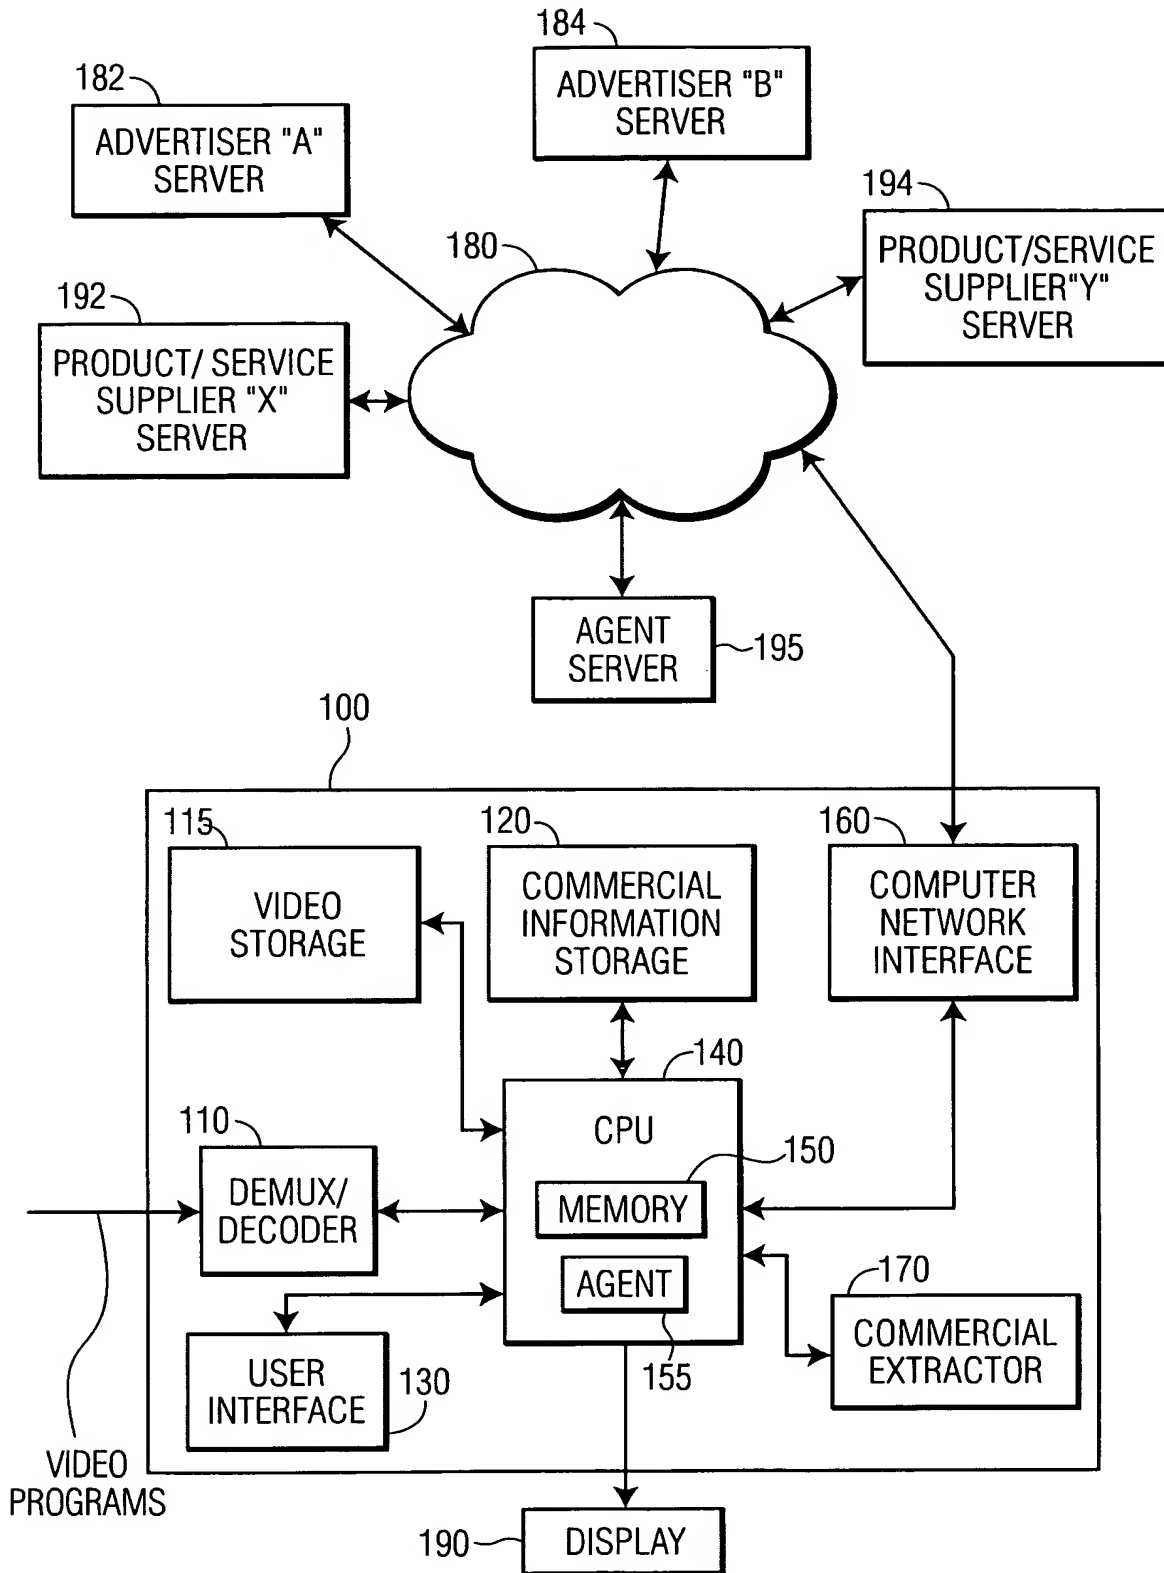 184
182
ADVERTISER "B"
SERVER
ADVERTISER "A"
SERVER
194
180
PRODUCT/SERVICE
SUPPLIER"Y"
SERVER
192
PRODUCT/ SERVICE
SUPPLIER "X"
SERVER
AGENT
SERVER
195
100
115
120
160
VIDEO
STORAGE
COMMERCIAL
INFORMATION
STORAGE
COMPUTER
NETWORK
INTERFACE
140
110
CPU
150
DEMUX/
DECODER
MEMORY
AGENT
170
155
USER
INTERFACE
130
COMMERCIAL
EXTRACTOR
VIDEO
PROGRAMS
190
DISPLAY